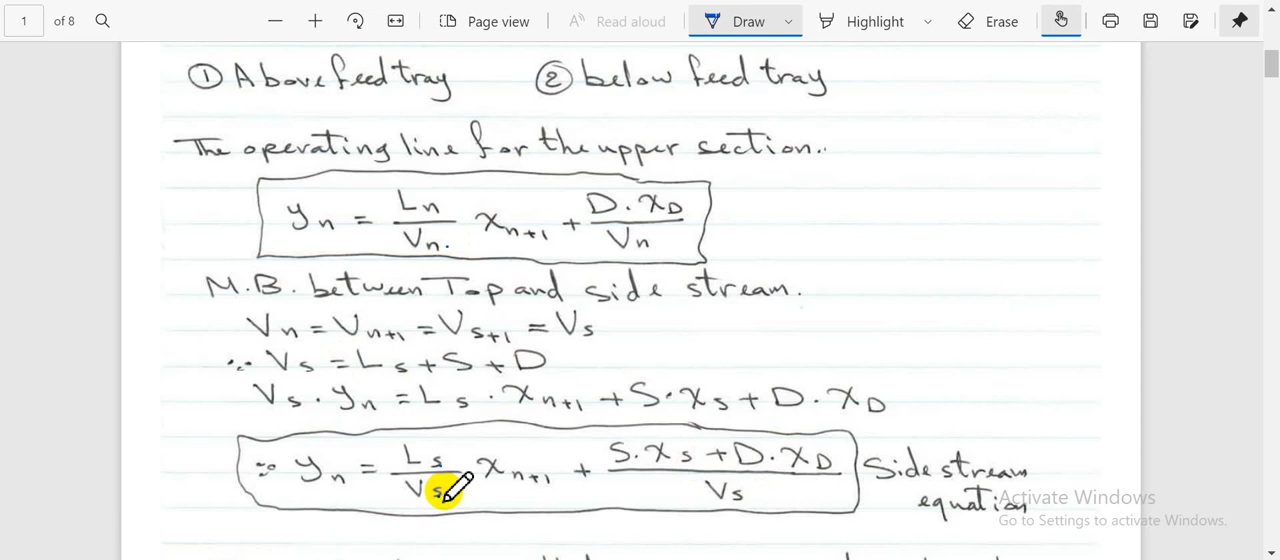 1 of 8 Page view Read aloud Draw Highlight Erase
① Above feed tray ② below feed tray
The operating line for the upper section..
yn = Ln/Vn. xn+1 + D.xD/Vn
M.B. between Top and side stream.
Vn = Vn+1 = Vs+1 = Vs
∵ Vs = Ls + S + D
Vs . yn = Ls . xn+1 + S.xs + D.xD
∴ yn = Ls/Vs xn+1 + S.xs + D.xD/Vs Side stream
equation
Activate Windows
Go to Settings to activate Windows.